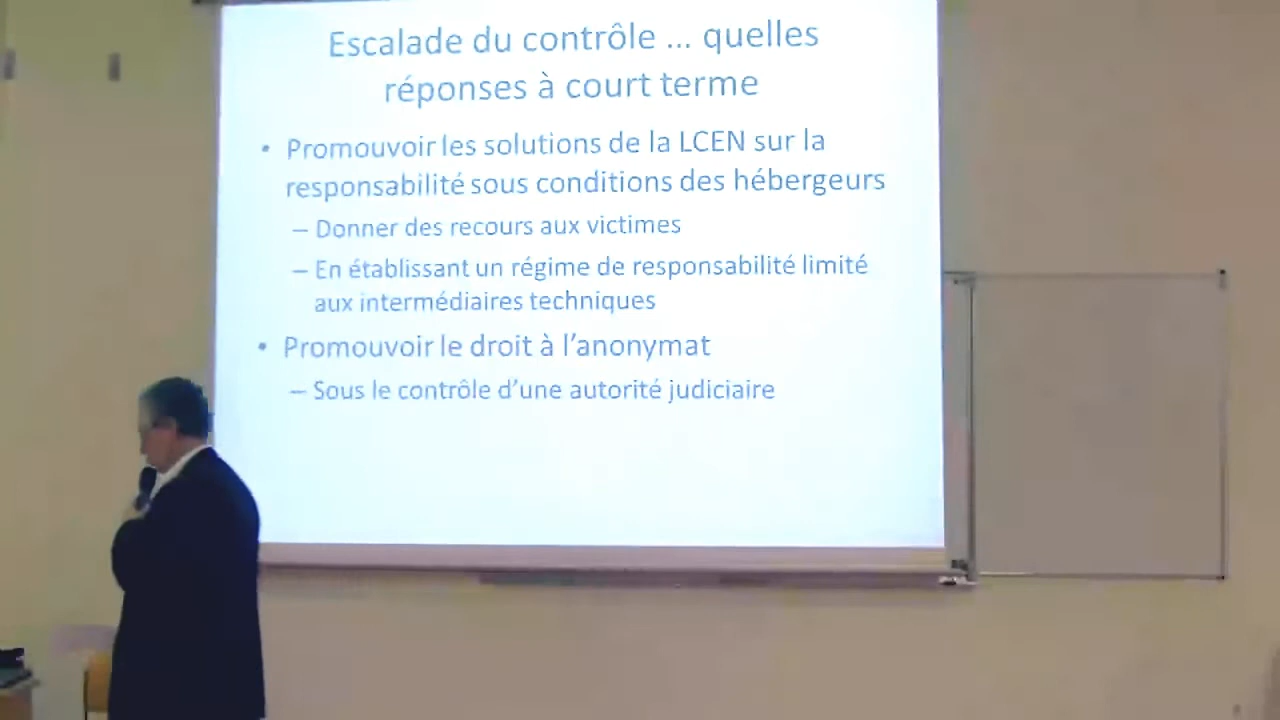 Escalade du contrôle ... quelles
réponses à court terme
• Promouvoir les solutions de la LCEN sur la
responsabilité sous conditions des hébergeurs
– Donner des recours aux victimes
– En établissant un régime de responsabilité limité
aux intermédiaires techniques
• Promouvoir le droit à l’anonymat
– Sous le contrôle d’une autorité judiciaire